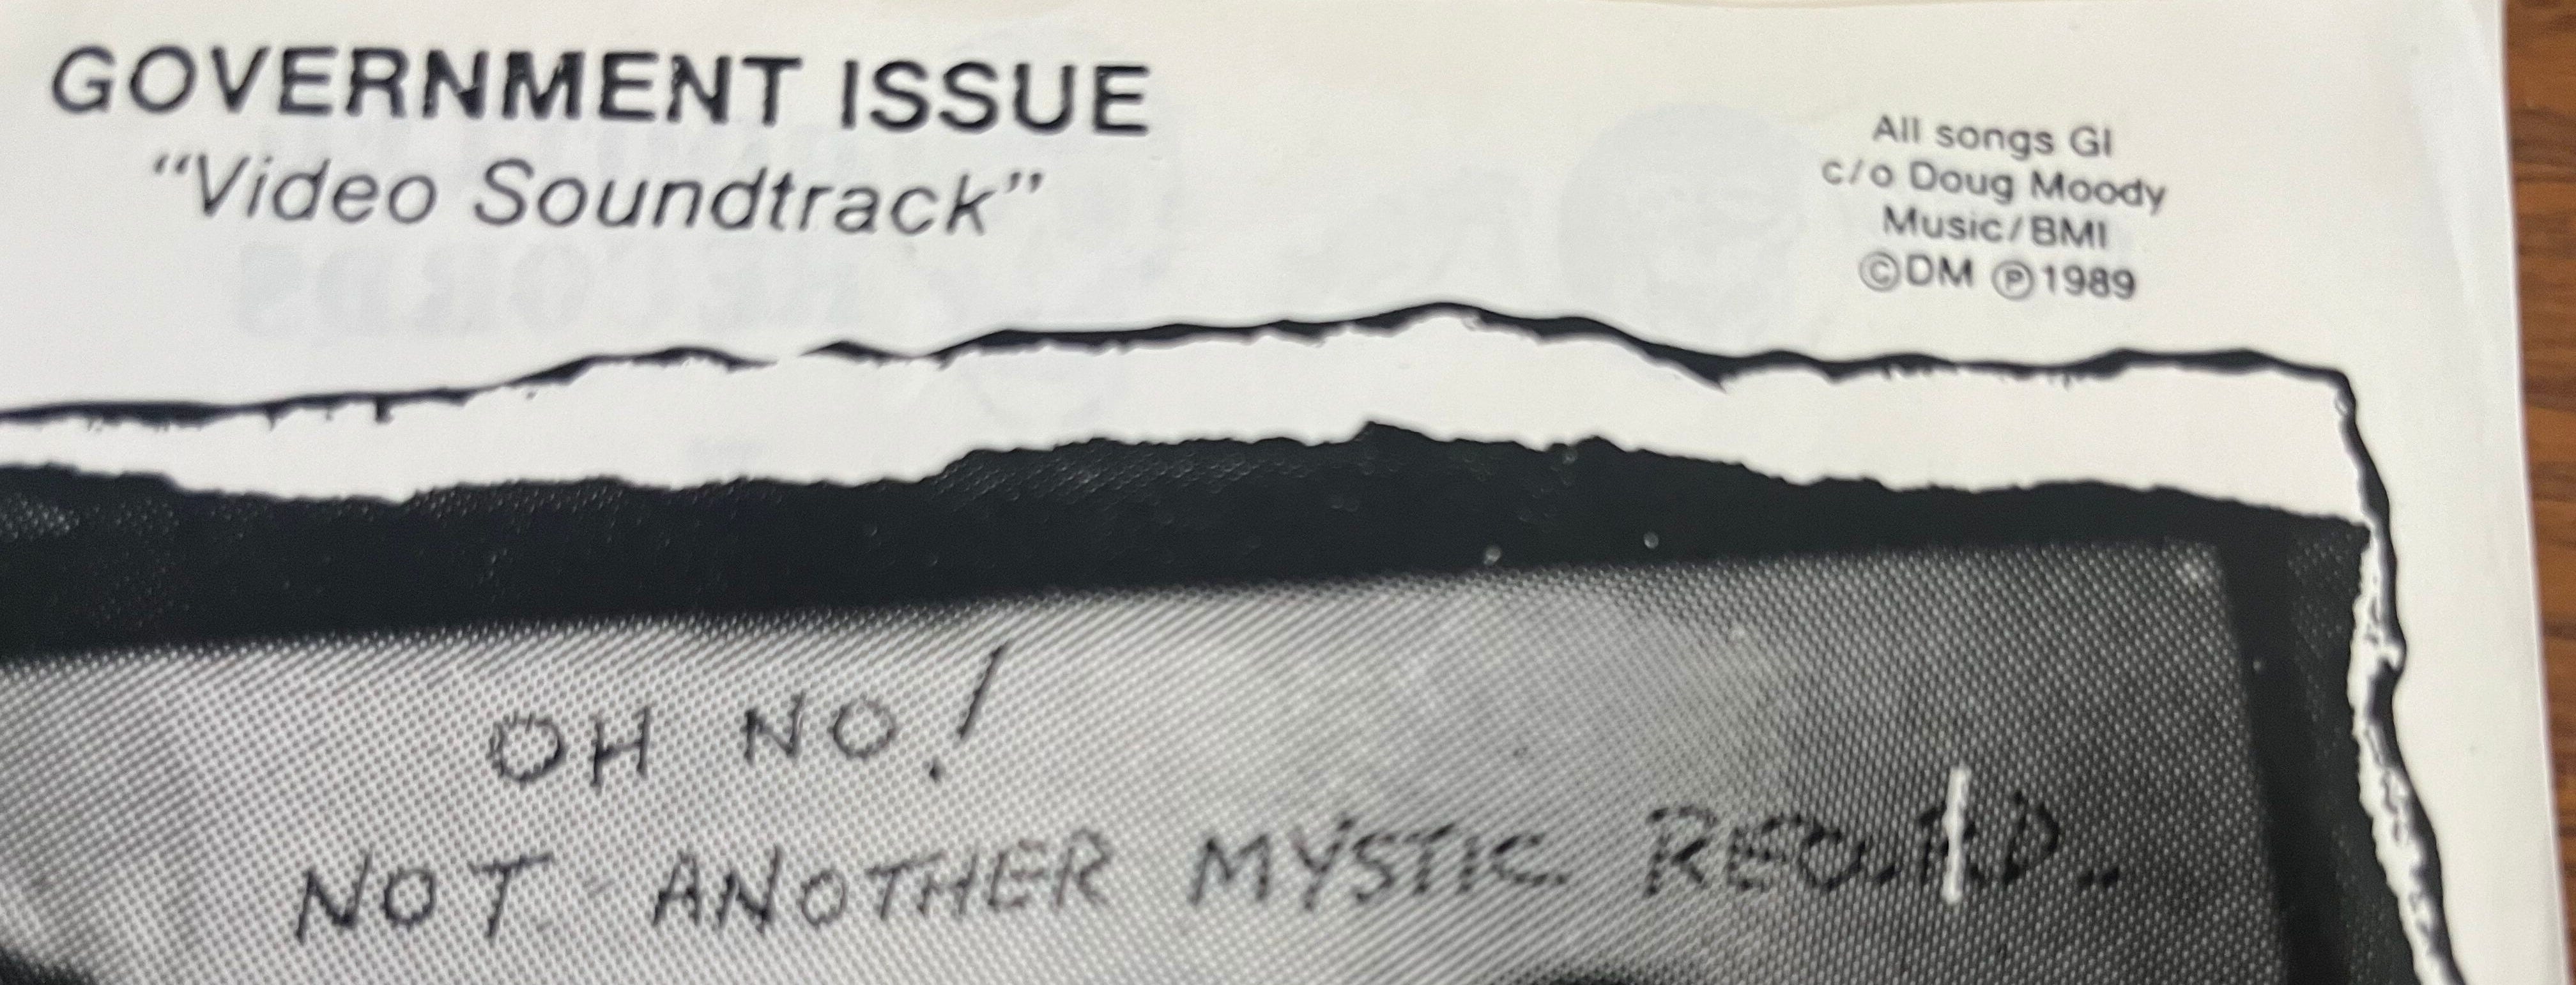 GOVERNMENT ISSUE
"Video Soundtrack"
All songs GI
c/o Doug Moody
Music/BMI
©DM ℗1989
OH NO!
NOT ANOTHER MYSTIC RECORD..